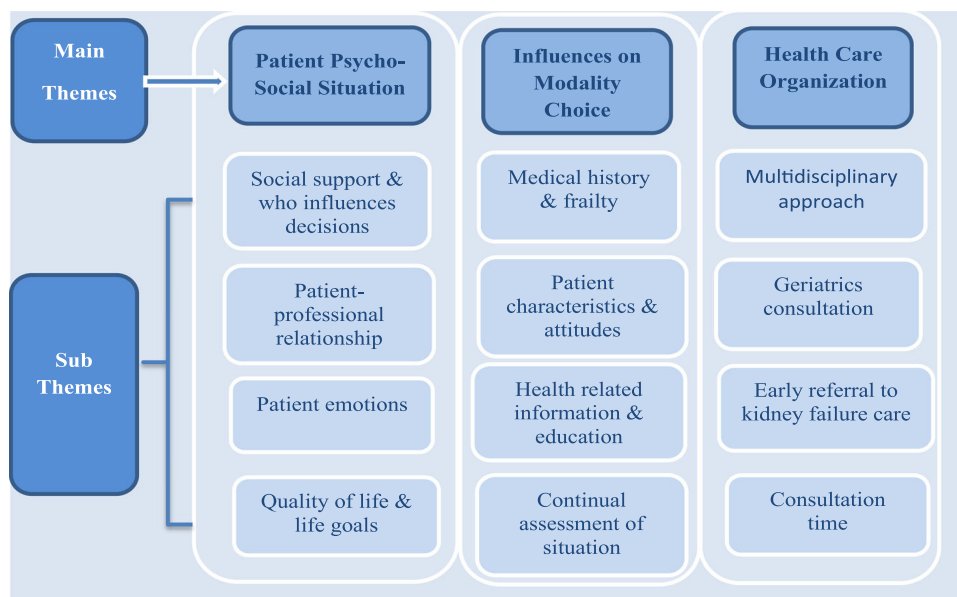 Main
Themes
Patient Psycho-
Social Situation
Influences on
Modality
Choice
Health Care
Organization
Sub
Themes
Social support &
who influences
decisions
Patient-
professional
relationship
Patient emotions
Quality of life &
life goals
Medical history
& frailty
Patient
characteristics &
attitudes
Health related
information &
education
Continual
assessment of
situation
Multidisciplinary
approach
Geriatrics
consultation
Early referral to
kidney failure care
Consultation
time